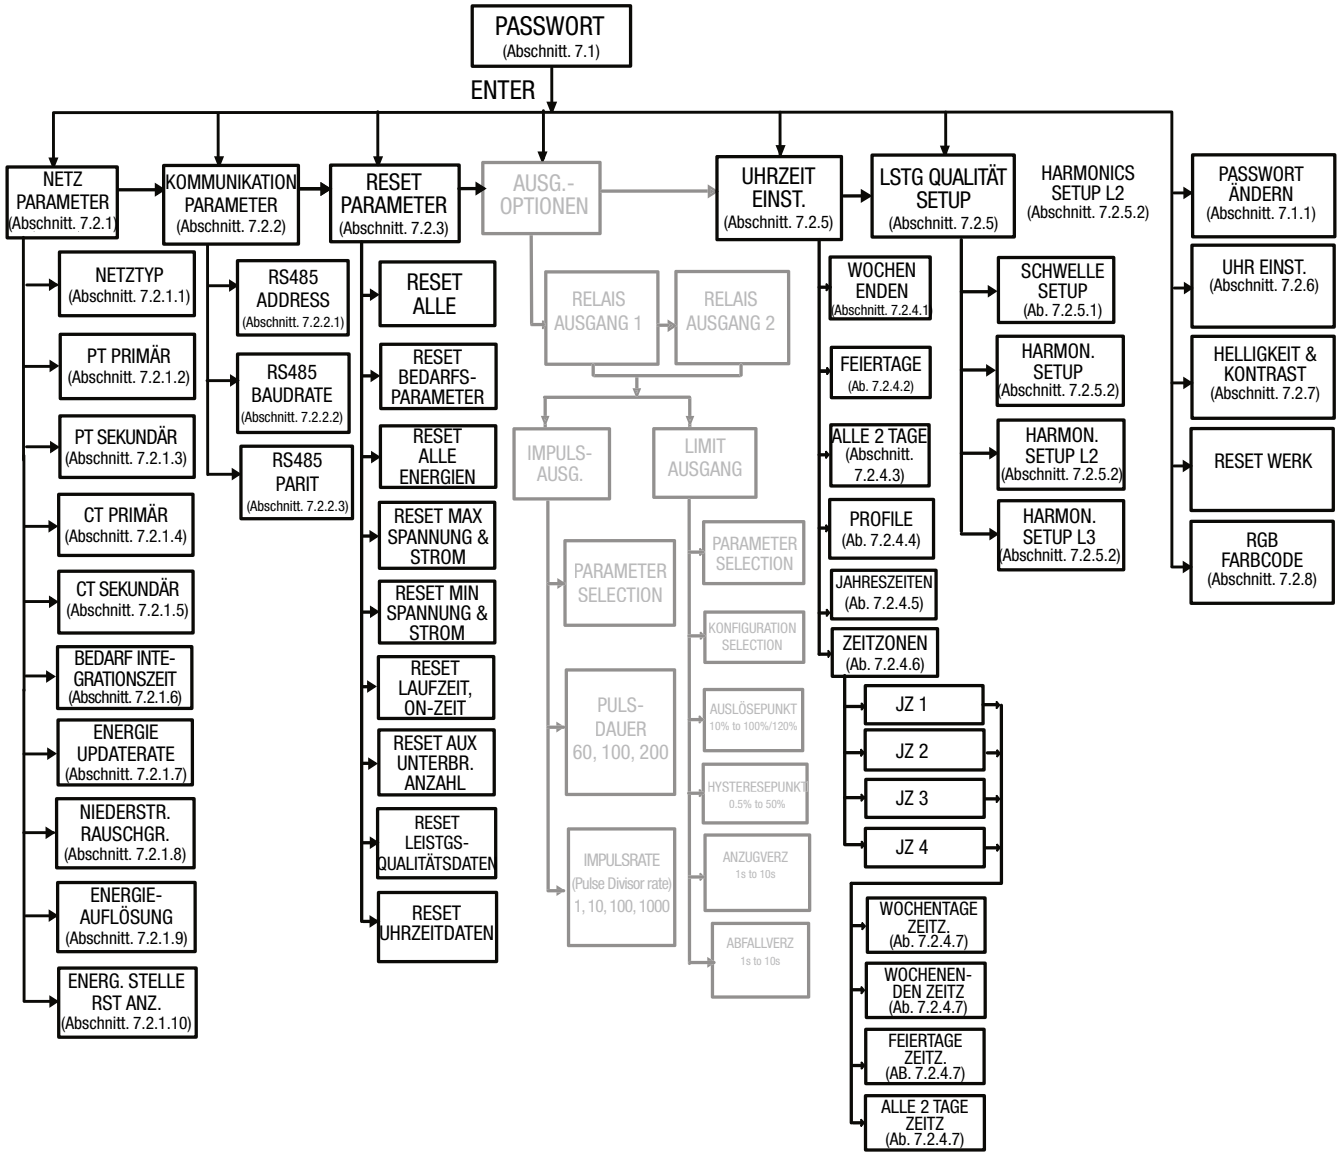 PASSWORT
(Abschnitt. 7.1)
ENTER
NETZ
PARAMETER
(Abschnitt. 7.2.1)
NETZTYP
(Abschnitt. 7.2.1.1)
PT PRIMÄR
(Abschnitt. 7.2.1.2)
PT SEKUNDÄR
(Abschnitt. 7.2.1.3)
CT PRIMÄR
(Abschnitt. 7.2.1.4)
CT SEKUNDÄR
(Abschnitt. 7.2.1.5)
BEDARF INTE-
GRATIONSZEIT
(Abschnitt. 7.2.1.6)
ENERGIE
UPDATERATE
(Abschnitt. 7.2.1.7)
NIEDERSTR.
RAUSCHGR.
(Abschnitt. 7.2.1.8)
ENERGIE-
AUFLÖSUNG
(Abschnitt. 7.2.1.9)
ENERG. STELLE
RST ANZ.
(Abschnitt. 7.2.1.10)
KOMMUNIKATION
PARAMETER
(Abschnitt. 7.2.2)
RS485
ADDRESS
(Abschnitt. 7.2.2.1)
RS485
BAUDRATE
(Abschnitt. 7.2.2.2)
RS485
PARIT
(Abschnitt. 7.2.2.3)
RESET
PARAMETER
(Abschnitt. 7.2.3)
RESET
ALLE
RESET
BEDARFS-
PARAMETER
RESET
ALLE
ENERGIEN
RESET MAX
SPANNUNG &
STROM
RESET MIN
SPANNUNG &
STROM
RESET
LAUFZEIT,
ON-ZEIT
RESET AUX
UNTERBR.
ANZAHL
RESET
LEISTGS-
QUALITÄTSDATEN
RESET
UHRZEITDATEN
AUSG.-
OPTIONEN
RELAIS
AUSGANG 1
RELAIS
AUSGANG 2
IMPULS-
AUSG.
PARAMETER
SELECTION
PULS-
DAUER
60, 100, 200
IMPULSRATE
(Pulse Divisor rate)
1, 10, 100, 1000
LIMIT
AUSGANG
PARAMETER
SELECTION
KONFIGURATION
SELECTION
AUSLÖSEPUNKT
10% to 100%/120%
HYSTERESEPUNKT
0.5% to 50%
ANZUGVERZ
1s to 10s
ABFALLVERZ
1s to 10s
UHRZEIT
EINST.
(Abschnitt. 7.2.5)
WOCHEN
ENDEN
(Abschnitt. 7.2.4.1)
FEIERTAGE
(Ab. 7.2.4.2)
ALLE 2 TAGE
(Abschnitt.
7.2.4.3)
PROFILE
(Ab. 7.2.4.4)
JAHRESZEITEN
(Ab. 7.2.4.5)
ZEITZONEN
(Ab. 7.2.4.6)
JZ 1
JZ 2
JZ 3
JZ 4
WOCHENTAGE
ZEITZ.
(Ab. 7.2.4.7)
WOCHENEN-
DEN ZEITZ
(Ab. 7.2.4.7)
FEIERTAGE
ZEITZ.
(AB. 7.2.4.7)
ALLE 2 TAGE
ZEITZ
(Ab. 7.2.4.7)
LSTG QUALITÄT
SETUP
(Abschnitt. 7.2.5)
SCHWELLE
SETUP
(Ab. 7.2.5.1)
HARMON.
SETUP
(Abschnitt. 7.2.5.2)
HARMON.
SETUP L2
(Abschnitt. 7.2.5.2)
HARMON.
SETUP L3
(Abschnitt. 7.2.5.2)
HARMONICS
SETUP L2
(Abschnitt. 7.2.5.2)
PASSWORT
ÄNDERN
(Abschnitt. 7.1.1)
UHR EINST.
(Abschnitt. 7.2.6)
HELLIGKEIT &
KONTRAST
(Abschnitt. 7.2.7)
RESET WERK
RGB
FARBCODE
(Abschnitt. 7.2.8)